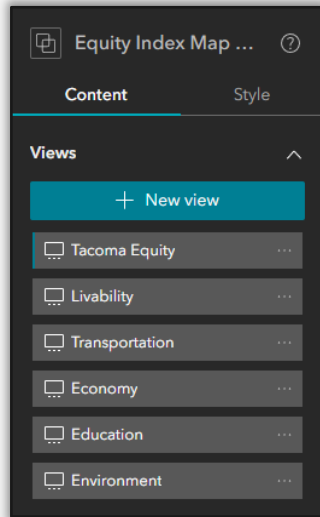 Equity Index Map ...
Content Style
Views
+ New view
Tacoma Equity
Livability
Transportation
Economy
Education
Environment